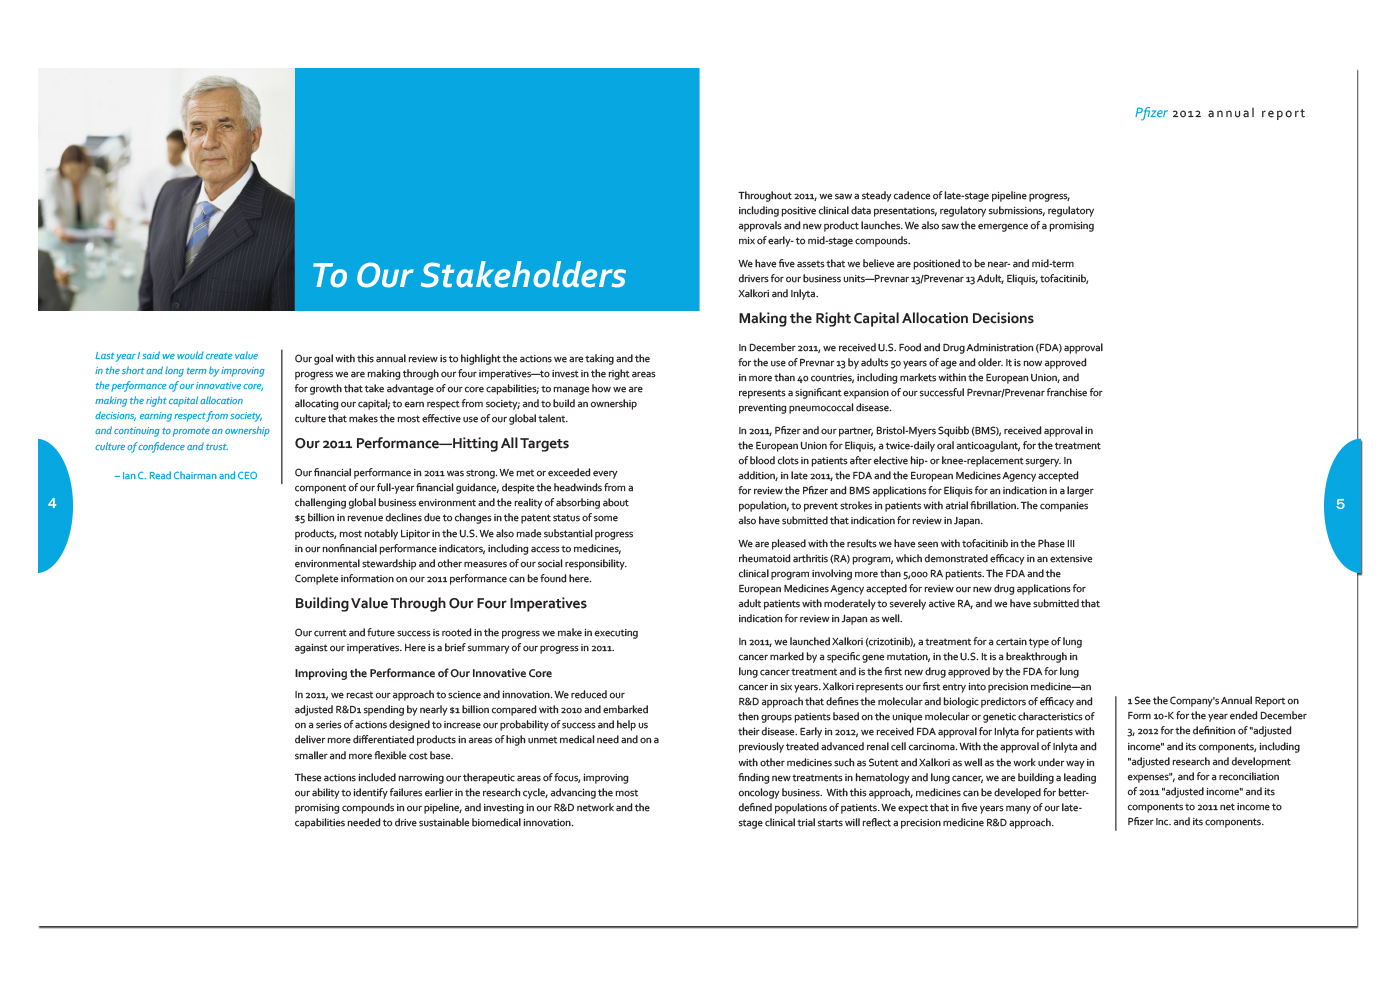 To Our Stakeholders
Last year I said we would create value
in the short and long term by improving
the performance of our innovative core,
making the right capital allocation
decisions, earning respect from society,
and continuing to promote an ownership
culture of confidence and trust.
– Ian C. Read Chairman and CEO
4
Our goal with this annual review is to highlight the actions we are taking and the
progress we are making through our four imperatives—to invest in the right areas
for growth that take advantage of our core capabilities; to manage how we are
allocating our capital; to earn respect from society; and to build an ownership
culture that makes the most effective use of our global talent.
Our 2011 Performance—Hitting All Targets
Our financial performance in 2011 was strong. We met or exceeded every
component of our full-year financial guidance, despite the headwinds from a
challenging global business environment and the reality of absorbing about
$5 billion in revenue declines due to changes in the patent status of some
products, most notably Lipitor in the U.S. We also made substantial progress
in our nonfinancial performance indicators, including access to medicines,
environmental stewardship and other measures of our social responsibility.
Complete information on our 2011 performance can be found here.
Building Value Through Our Four Imperatives
Our current and future success is rooted in the progress we make in executing
against our imperatives. Here is a brief summary of our progress in 2011.
Improving the Performance of Our Innovative Core
In 2011, we recast our approach to science and innovation. We reduced our
adjusted R&D1 spending by nearly $1 billion compared with 2010 and embarked
on a series of actions designed to increase our probability of success and help us
deliver more differentiated products in areas of high unmet medical need and on a
smaller and more flexible cost base.
These actions included narrowing our therapeutic areas of focus, improving
our ability to identify failures earlier in the research cycle, advancing the most
promising compounds in our pipeline, and investing in our R&D network and the
capabilities needed to drive sustainable biomedical innovation.
Pfizer 2012 annual report
Throughout 2011, we saw a steady cadence of late-stage pipeline progress,
including positive clinical data presentations, regulatory submissions, regulatory
approvals and new product launches. We also saw the emergence of a promising
mix of early- to mid-stage compounds.
We have five assets that we believe are positioned to be near- and mid-term
drivers for our business units—Prevnar 13/Prevenar 13 Adult, Eliquis, tofacitinib,
Xalkori and Inlyta.
Making the Right Capital Allocation Decisions
In December 2011, we received U.S. Food and Drug Administration (FDA) approval
for the use of Prevnar 13 by adults 50 years of age and older. It is now approved
in more than 40 countries, including markets within the European Union, and
represents a significant expansion of our successful Prevnar/Prevenar franchise for
preventing pneumococcal disease.
In 2011, Pfizer and our partner, Bristol-Myers Squibb (BMS), received approval in
the European Union for Eliquis, a twice-daily oral anticoagulant, for the treatment
of blood clots in patients after elective hip- or knee-replacement surgery. In
addition, in late 2011, the FDA and the European Medicines Agency accepted
for review the Pfizer and BMS applications for Eliquis for an indication in a larger
population, to prevent strokes in patients with atrial fibrillation. The companies
also have submitted that indication for review in Japan.
We are pleased with the results we have seen with tofacitinib in the Phase III
rheumatoid arthritis (RA) program, which demonstrated efficacy in an extensive
clinical program involving more than 5,000 RA patients. The FDA and the
European Medicines Agency accepted for review our new drug applications for
adult patients with moderately to severely active RA, and we have submitted that
indication for review in Japan as well.
In 2011, we launched Xalkori (crizotinib), a treatment for a certain type of lung
cancer marked by a specific gene mutation, in the U.S. It is a breakthrough in
lung cancer treatment and is the first new drug approved by the FDA for lung
cancer in six years. Xalkori represents our first entry into precision medicine—an
R&D approach that defines the molecular and biologic predictors of efficacy and
then groups patients based on the unique molecular or genetic characteristics of
their disease. Early in 2012, we received FDA approval for Inlyta for patients with
previously treated advanced renal cell carcinoma. With the approval of Inlyta and
with other medicines such as Sutent and Xalkori as well as the work under way in
finding new treatments in hematology and lung cancer, we are building a leading
oncology business. With this approach, medicines can be developed for better-
defined populations of patients. We expect that in five years many of our late-
stage clinical trial starts will reflect a precision medicine R&D approach.
5
1 See the Company's Annual Report on
Form 10-K for the year ended December
3, 2012 for the definition of "adjusted
income" and its components, including
"adjusted research and development
expenses", and for a reconciliation
of 2011 "adjusted income" and its
components to 2011 net income to
Pfizer Inc. and its components.